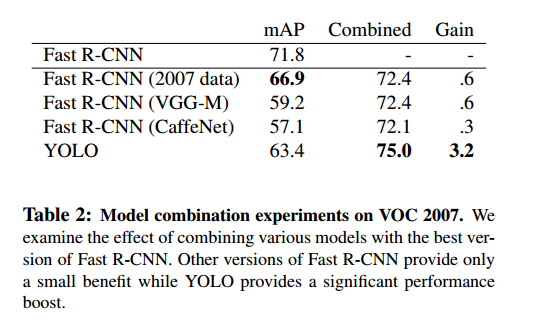 mAP Combined Gain
Fast R-CNN 71.8 - -
Fast R-CNN (2007 data) 66.9 72.4 .6
Fast R-CNN (VGG-M) 59.2 72.4 .6
Fast R-CNN (CaffeNet) 57.1 72.1 .3
YOLO 63.4 75.0 3.2
Table 2: Model combination experiments on VOC 2007. We
examine the effect of combining various models with the best ver-
sion of Fast R-CNN. Other versions of Fast R-CNN provide only
a small benefit while YOLO provides a significant performance
boost.